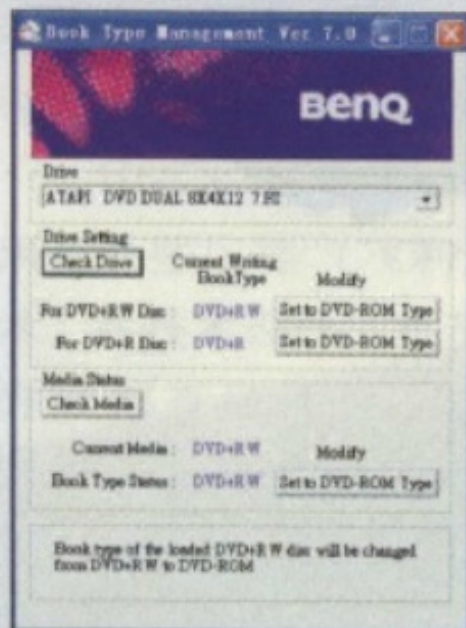 Book Type Management Ver 7.0
BenQ
Drive
ATAPI DVD DUAL 8X4X12
Drive Setting
Check Drive
Current Writing
BookType
Modify
For DVD+RW Disc : DVD+RW Set to DVD-ROM Type
For DVD+R Disc : DVD+R Set to DVD-ROM Type
Media Status
Check Media
Current Media : DVD+RW Modify
Book Type Status : DVD+RW Set to DVD-ROM Type
Book type of the loaded DVD+RW disc will be changed
from DVD+RW to DVD-ROM